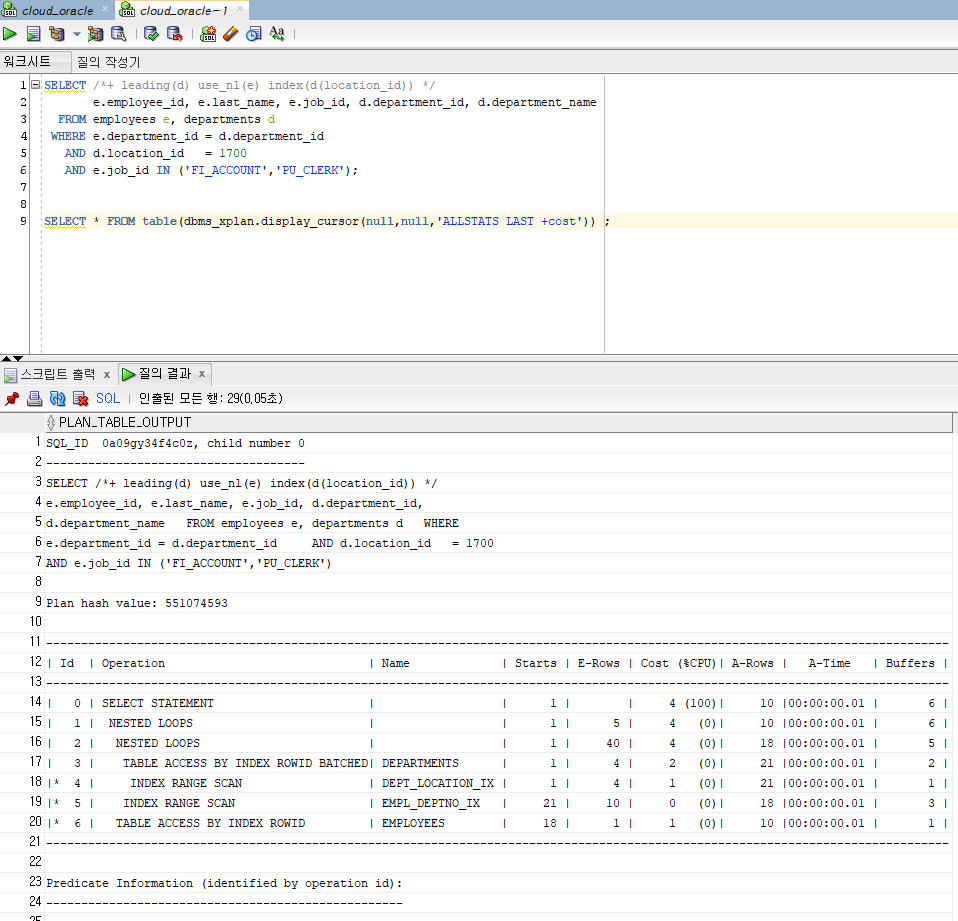 cloud_oracle × cloud_oracle~1 ×
워크시트 질의 작성기
1 SELECT /*+ leading(d) use_nl(e) index(d(location_id)) */
2 e.employee_id, e.last_name, e.job_id, d.department_id, d.department_name
3 FROM employees e, departments d
4 WHERE e.department_id = d.department_id
5 AND d.location_id = 1700
6 AND e.job_id IN ('FI_ACCOUNT','PU_CLERK');
7
8
9 SELECT * FROM table(dbms_xplan.display_cursor(null,null,'ALLSTATS LAST +cost')) ;
스크립트 출력 x 질의 결과 x
SQL | 인출된 모든 행: 29(0,05초)
PLAN_TABLE_OUTPUT
1 SQL_ID 0a09gy34f4c0z, child number 0
2 -------------------------------------
3 SELECT /*+ leading(d) use_nl(e) index(d(location_id)) */
4 e.employee_id, e.last_name, e.job_id, d.department_id,
5 d.department_name FROM employees e, departments d WHERE
6 e.department_id = d.department_id AND d.location_id = 1700
7 AND e.job_id IN ('FI_ACCOUNT','PU_CLERK')
8
9 Plan hash value: 551074593
10
11 ---------------------------------------------------------------------------------------------------------------------------------
12 | Id | Operation | Name | Starts | E-Rows | Cost (%CPU)| A-Rows | A-Time | Buffers |
13 ---------------------------------------------------------------------------------------------------------------------------------
14 | 0 | SELECT STATEMENT | | 1 | | 4 (100)| 10 |00:00:00.01 | 6 |
15 | 1 | NESTED LOOPS | | 1 | 5 | 4 (0)| 10 |00:00:00.01 | 6 |
16 | 2 | NESTED LOOPS | | 1 | 40 | 4 (0)| 18 |00:00:00.01 | 5 |
17 | 3 | TABLE ACCESS BY INDEX ROWID BATCHED| DEPARTMENTS | 1 | 4 | 2 (0)| 21 |00:00:00.01 | 2 |
18 |* 4 | INDEX RANGE SCAN | DEPT_LOCATION_IX | 1 | 4 | 1 (0)| 21 |00:00:00.01 | 1 |
19 |* 5 | INDEX RANGE SCAN | EMPL_DEPTNO_IX | 21 | 10 | 0 (0)| 18 |00:00:00.01 | 3 |
20 |* 6 | TABLE ACCESS BY INDEX ROWID | EMPLOYEES | 18 | 1 | 1 (0)| 10 |00:00:00.01 | 1 |
21 ---------------------------------------------------------------------------------------------------------------------------------
22
23 Predicate Information (identified by operation id):
24 ---------------------------------------------------
25